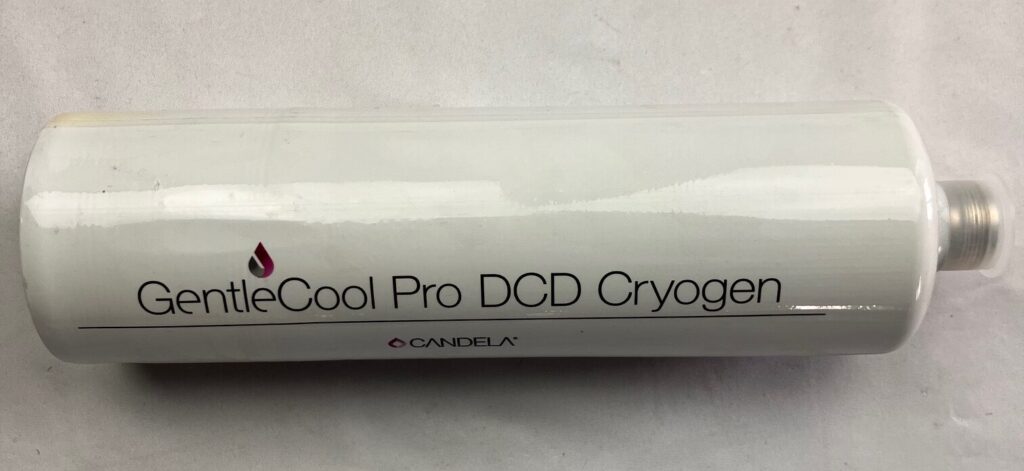 GentleCool Pro DCD Cryogen
CANDELA